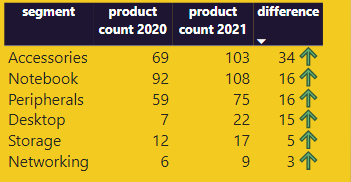 segment product count 2020 product count 2021 difference
Accessories 69 103 34
Notebook 92 108 16
Peripherals 59 75 16
Desktop 7 22 15
Storage 12 17 5
Networking 6 9 3